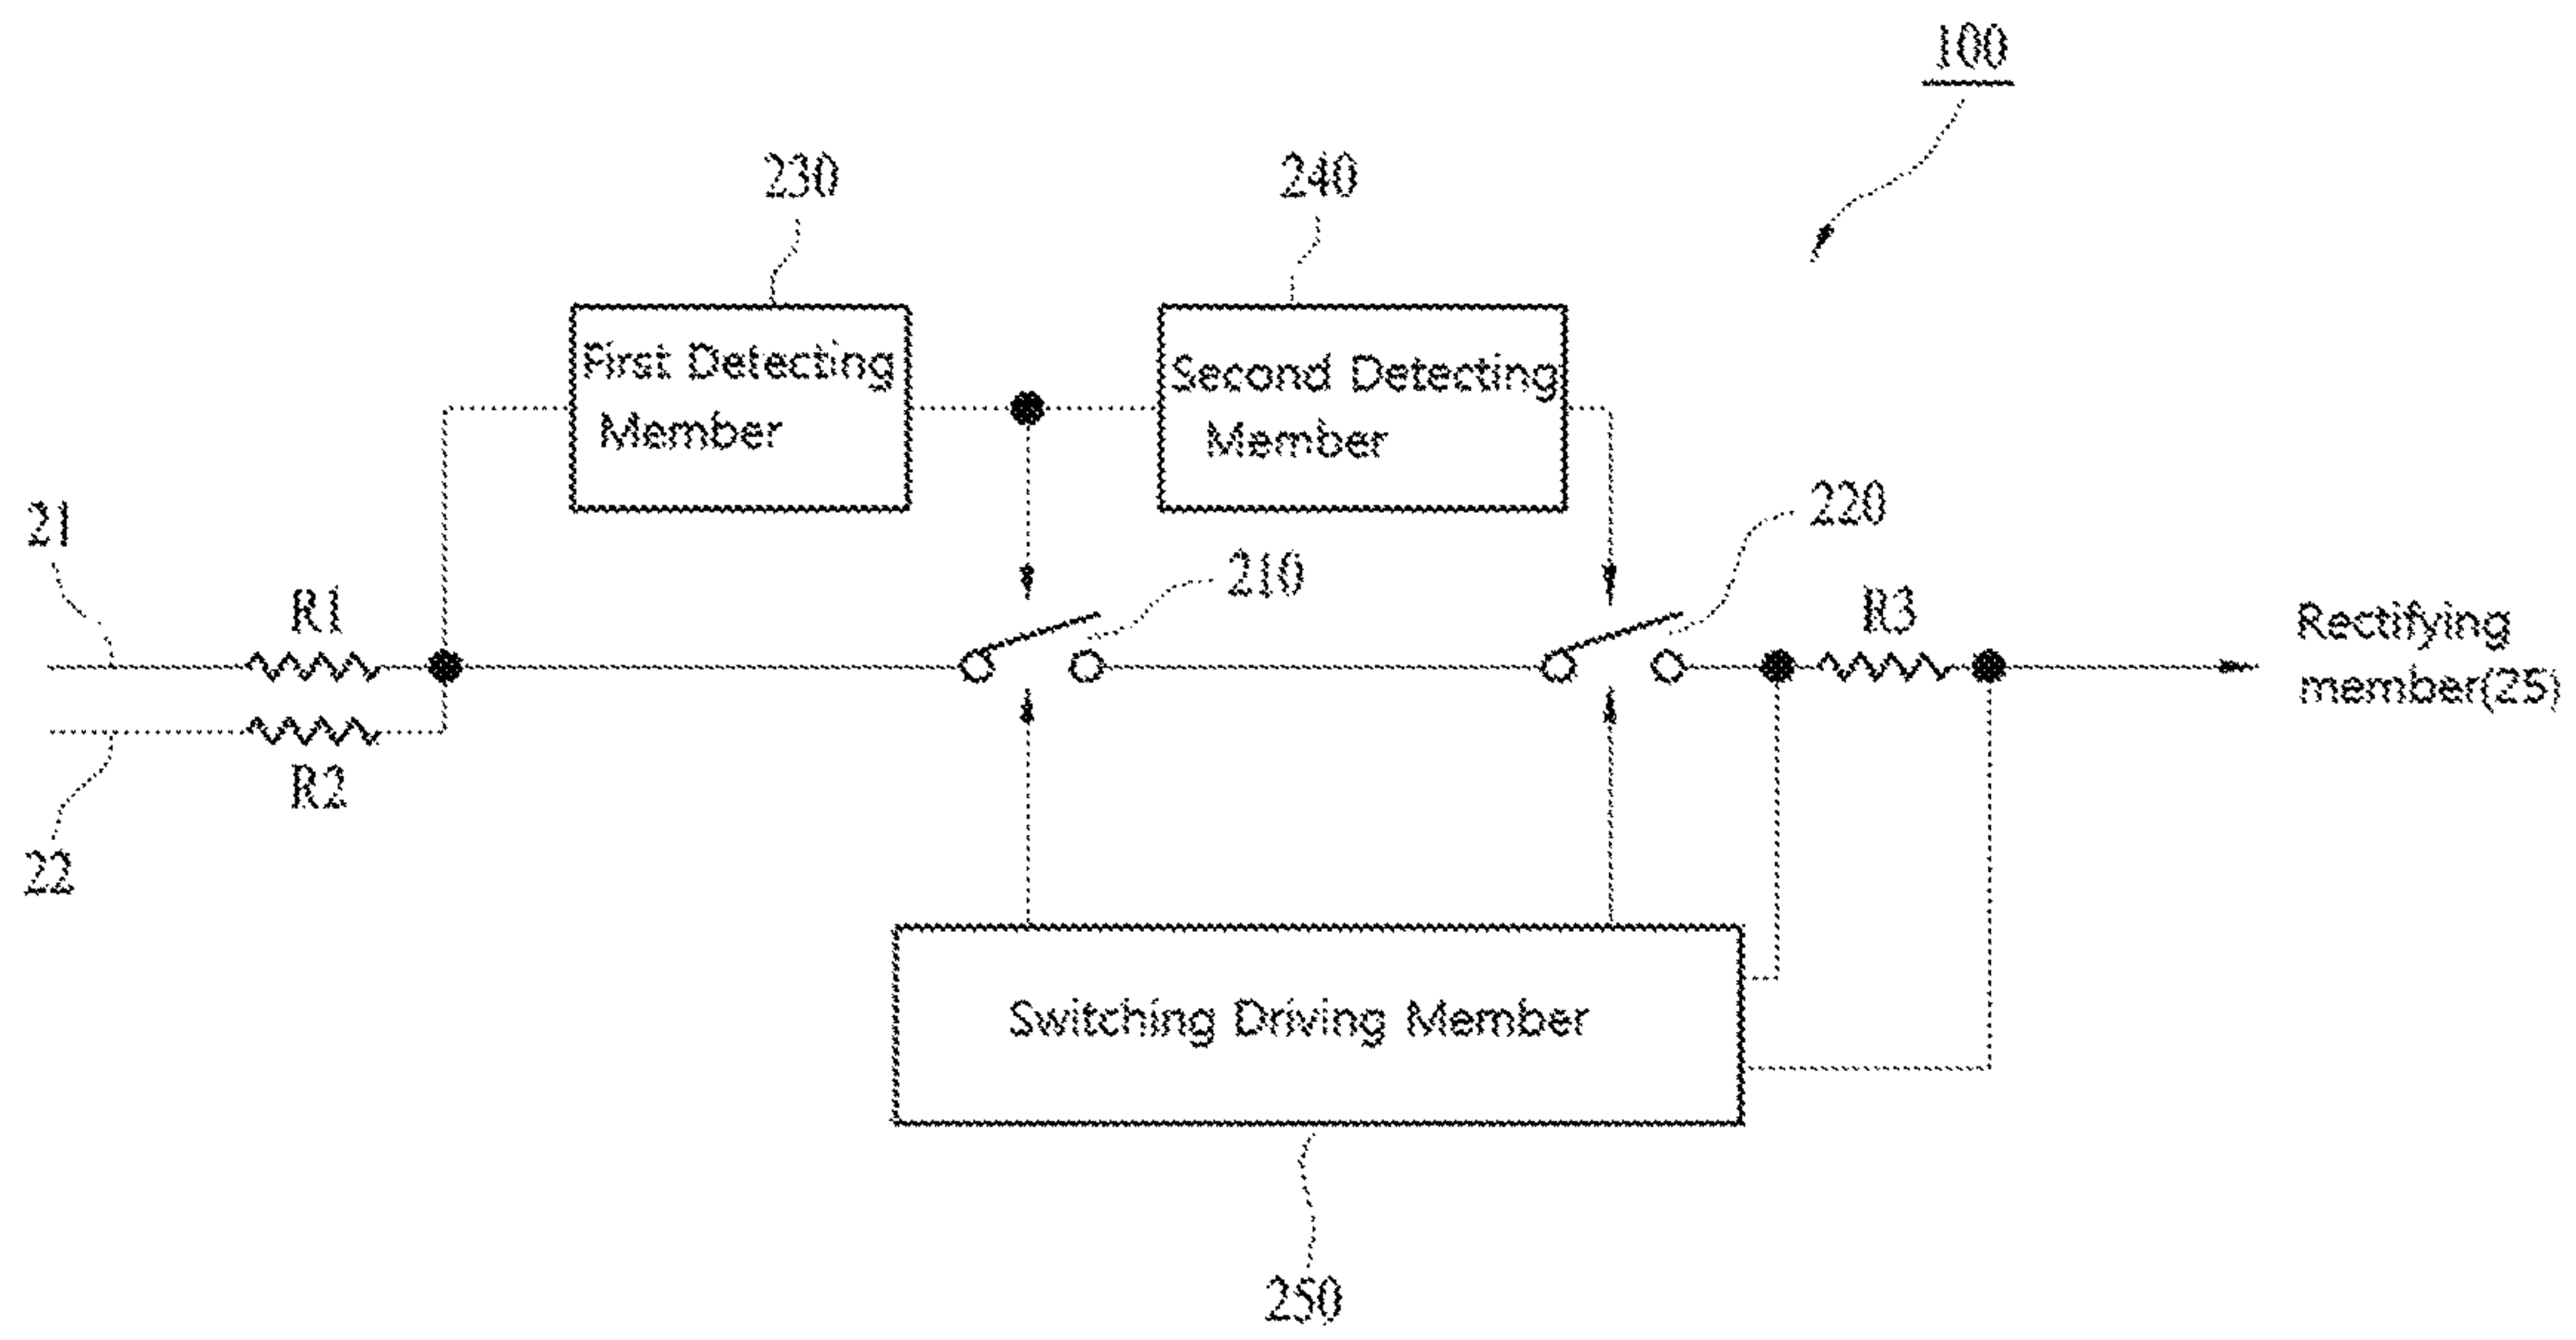 100
230
240
First Detecting
Member
Second Detecting
Member
21
220
210
R1
R3
Rectifying
member(25)
R2
22
Switching Driving Member
250